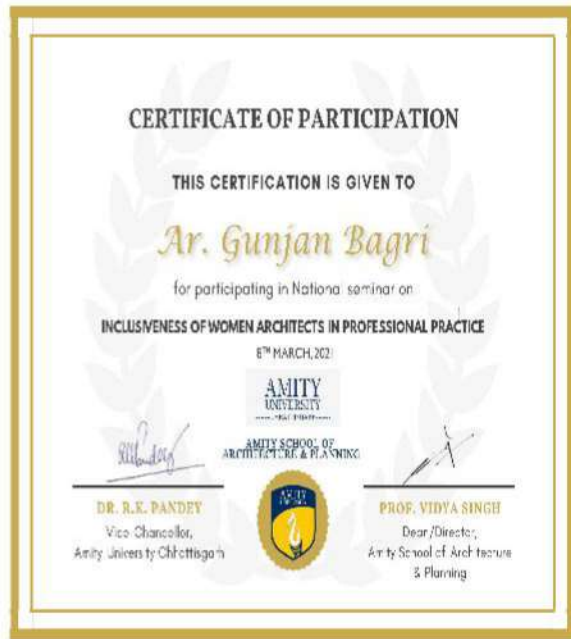 CERTIFICATE OF PARTICIPATION
THIS CERTIFICATION IS GIVEN TO
Ar. Gunjan Bagri
for participating in National seminar on
INCLUSIVENESS OF WOMEN ARCHITECTS IN PROFESSIONAL PRACTICE
8TH MARCH, 2021
AMITY
UNIVERSITY
AMITY SCHOOL OF
ARCHITECTURE & PLANNING
DR. R.K. PANDEY
Vice Chancellor,
Amity University Chhattisgarh
AMITY
PROF. VIDYA SINGH
Dean/Director,
Amity School of Architecture
& Planning